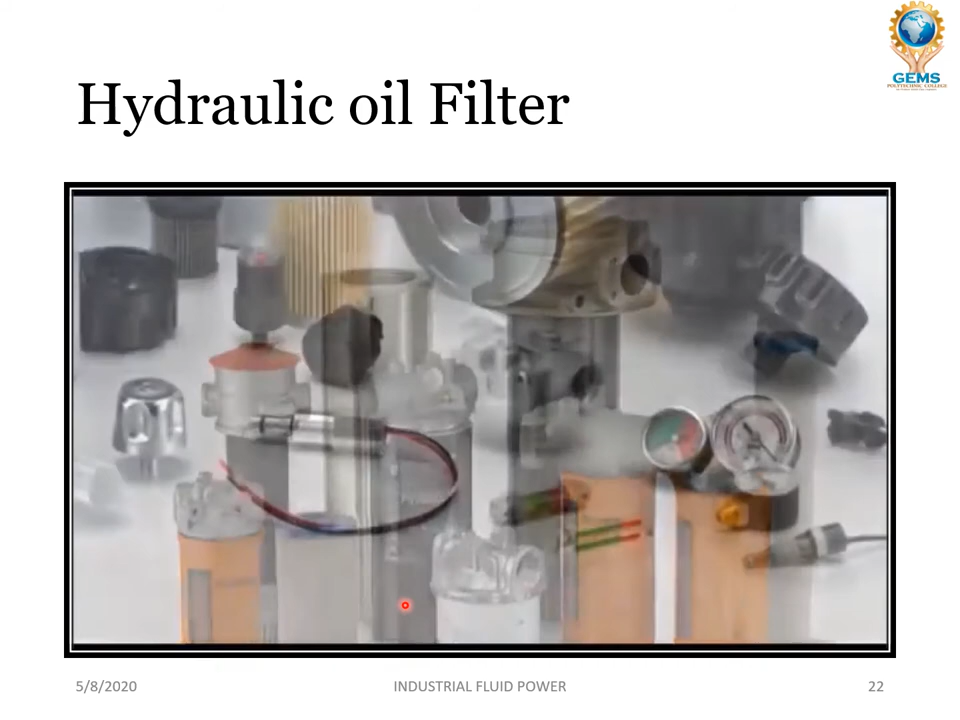 GEMS
POLYTECHNIC COLLEGE
Hydraulic oil Filter
5/8/2020
INDUSTRIAL FLUID POWER
22